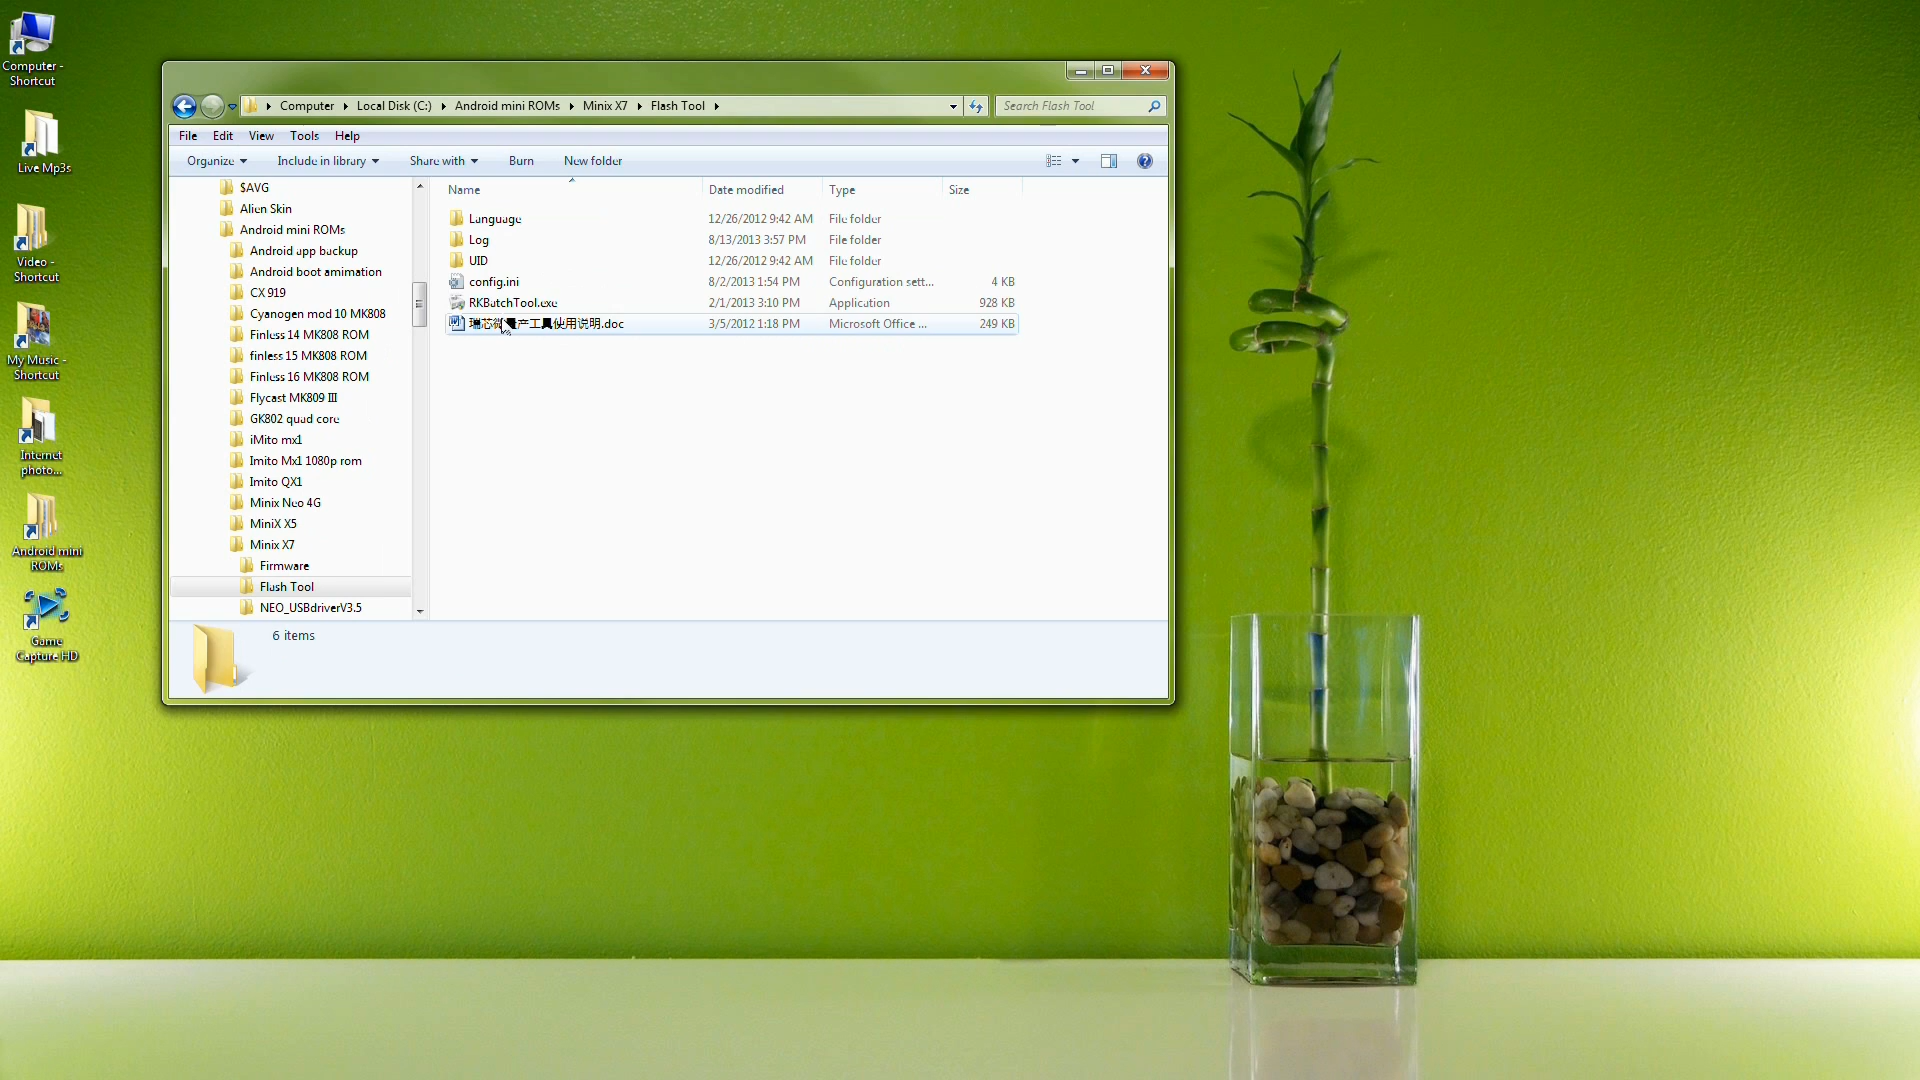 Computer -
Shortcut
Live Mp3s
Video -
Shortcut
My Music -
Shortcut
Internet
photo...
Android mini
ROMs
Game
Capture HD
Computer
Local Disk (C:)
Android mini ROMs
Minix X7
Flash Tool
Search Flash Tool
File Edit View Tools Help
Organize Include in library Share with Burn New folder
$AVG
Alien Skin
Android mini ROMs
Android app backup
Android boot amimation
CX 919
Cyanogen mod 10 MK808
Finless 14 MK808 ROM
finless 15 MK808 ROM
Finless 16 MK808 ROM
Flycast MK809 III
GK802 quad core
iMito mx1
Imito Mx1 1080p rom
Imito QX1
Minix Neo 4G
MiniX X5
Minix X7
Firmware
Flash Tool
NEO_USBdriverV3.5
Name Date modified Type Size
Language 12/26/2012 9:42 AM File folder
Log 8/13/2013 3:57 PM File folder
UID 12/26/2012 9:42 AM File folder
config.ini 8/2/2013 1:54 PM Configuration sett... 4 KB
RKBatchTool.exe 2/1/2013 3:10 PM Application 928 KB
瑞芯微量产工具使用说明.doc 3/5/2012 1:18 PM Microsoft Office ... 249 KB
6 items